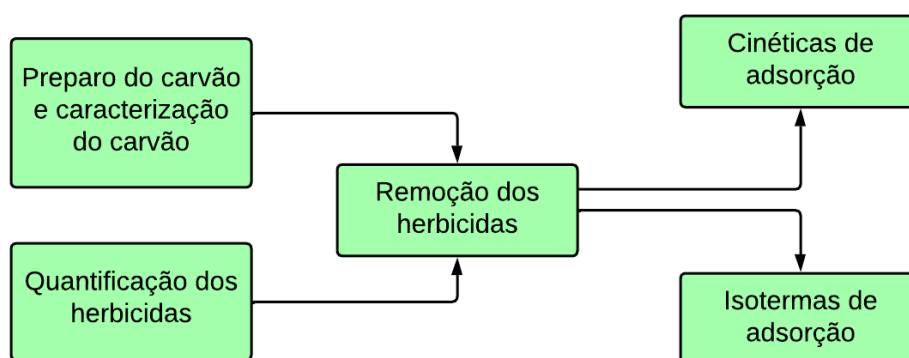 Preparo do carvão
e caracterização
do carvão
Quantificação dos
herbicidas
Remoção dos
herbicidas
Cinéticas de
adsorção
Isotermas de
adsorção